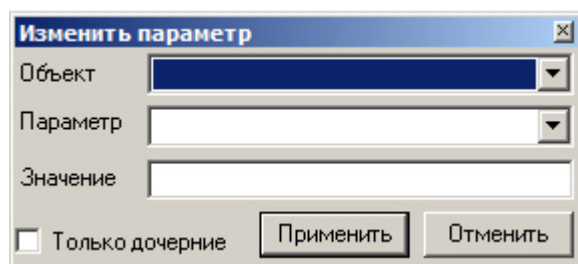 Изменить параметр
Объект
Параметр
Значение
Только дочерние Применить Отменить